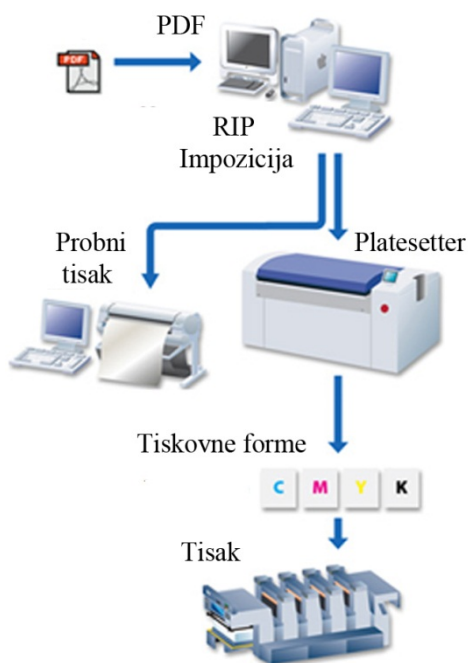 PDF
PDF
RIP
Impozicija
Probni
tisak
Platesetter
Tiskovne forme
C M Y K
Tisak